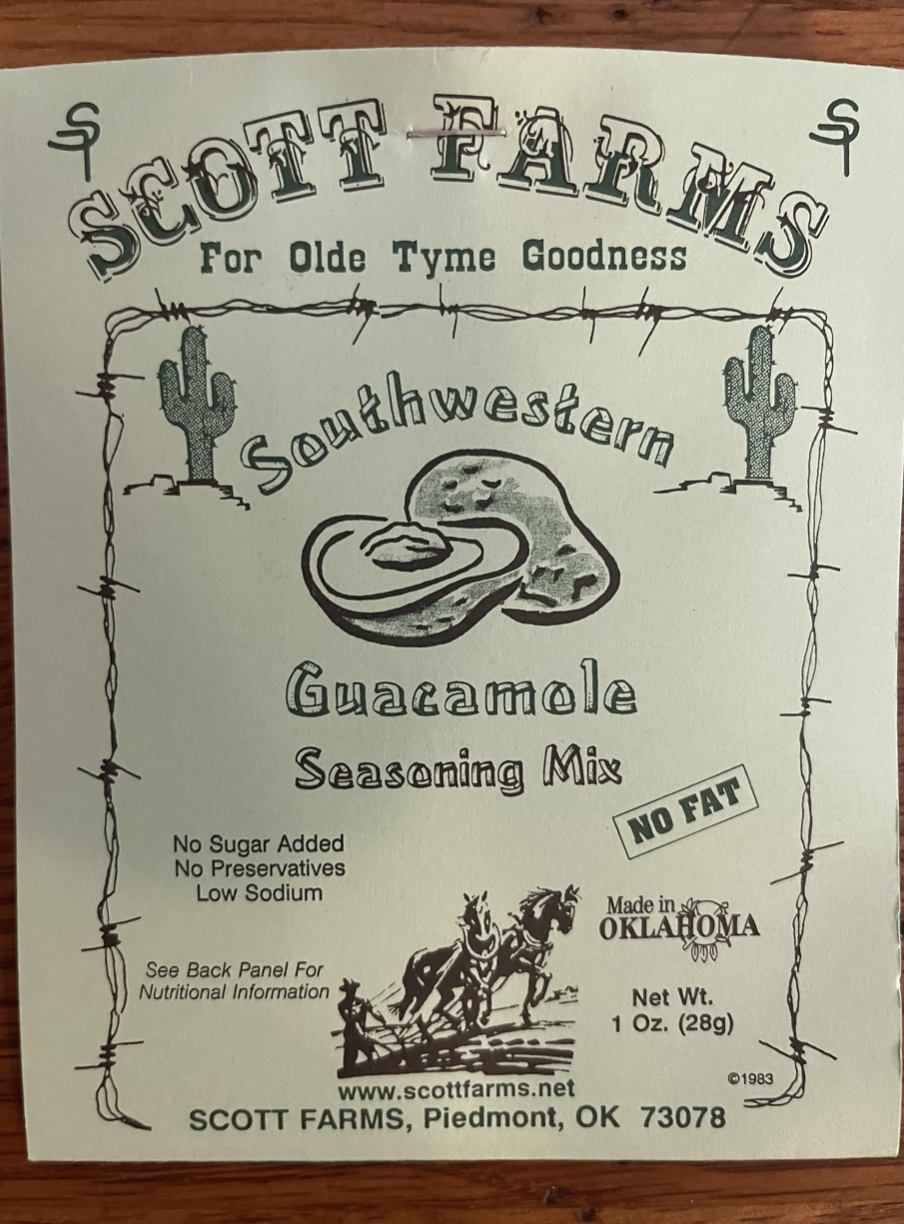 SCOTT FARMS
For Olde Tyme Goodness
Southwestern
Guacamole
Seasoning Mix
NO FAT
No Sugar Added
No Preservatives
Low Sodium
Made in
OKLAHOMA
See Back Panel For
Nutritional Information
Net Wt.
1 Oz. (28g)
©1983
www.scottfarms.net
SCOTT FARMS, Piedmont, OK 73078